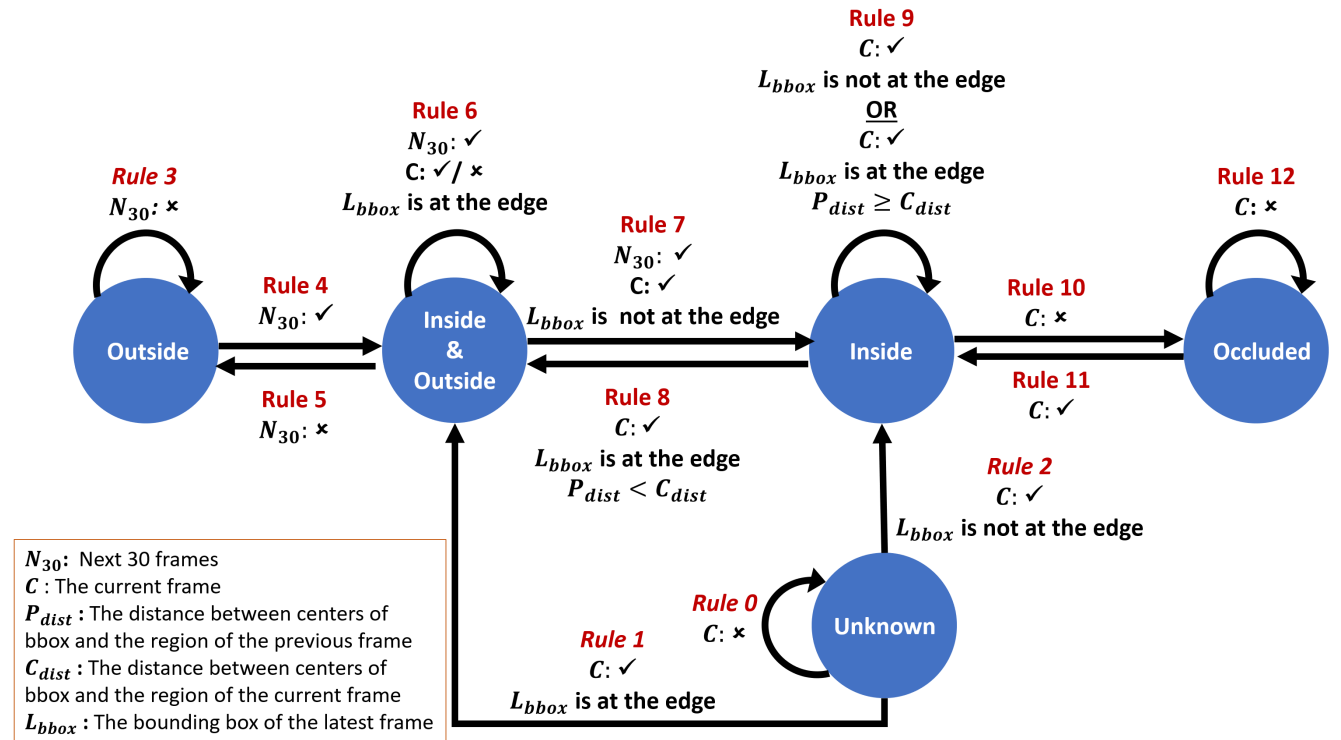 Rule 9
C: ✓
L_bbox is not at the edge
OR
C: ✓
L_bbox is at the edge
P_dist ≥ C_dist
Rule 6
N_30: ✓
C: ✓/ ×
L_bbox is at the edge
Rule 3
N_30: ×
Rule 12
C: ×
Rule 7
N_30: ✓
C: ✓
L_bbox is not at the edge
Rule 4
N_30: ✓
Rule 10
C: ×
Outside
Inside
&
Outside
Inside
Occluded
Rule 5
N_30: ×
Rule 8
C: ✓
L_bbox is at the edge
P_dist < C_dist
Rule 11
C: ✓
Rule 2
C: ✓
L_bbox is not at the edge
Rule 0
C: ×
Unknown
Rule 1
C: ✓
L_bbox is at the edge
N_30: Next 30 frames
C : The current frame
P_dist : The distance between centers of
bbox and the region of the previous frame
C_dist : The distance between centers of
bbox and the region of the current frame
L_bbox : The bounding box of the latest frame